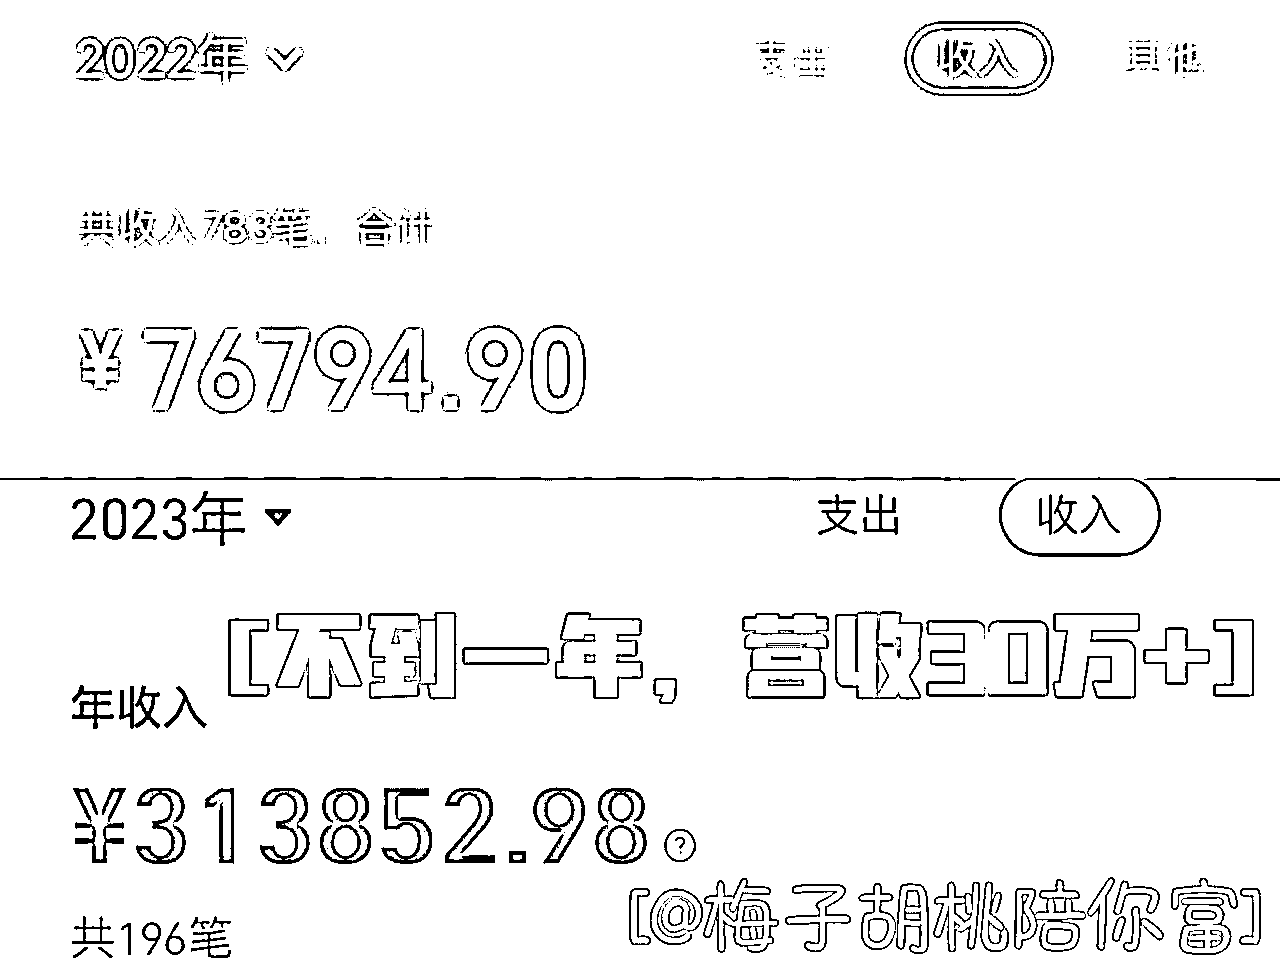 2022年 支出 收入 其他
共收入783笔，合计
¥76794.90
2023年 支出 收入
[不到一年，营收30万+]
年收入
¥313852.98 ?
共196笔
[@梅子胡桃陪你富]